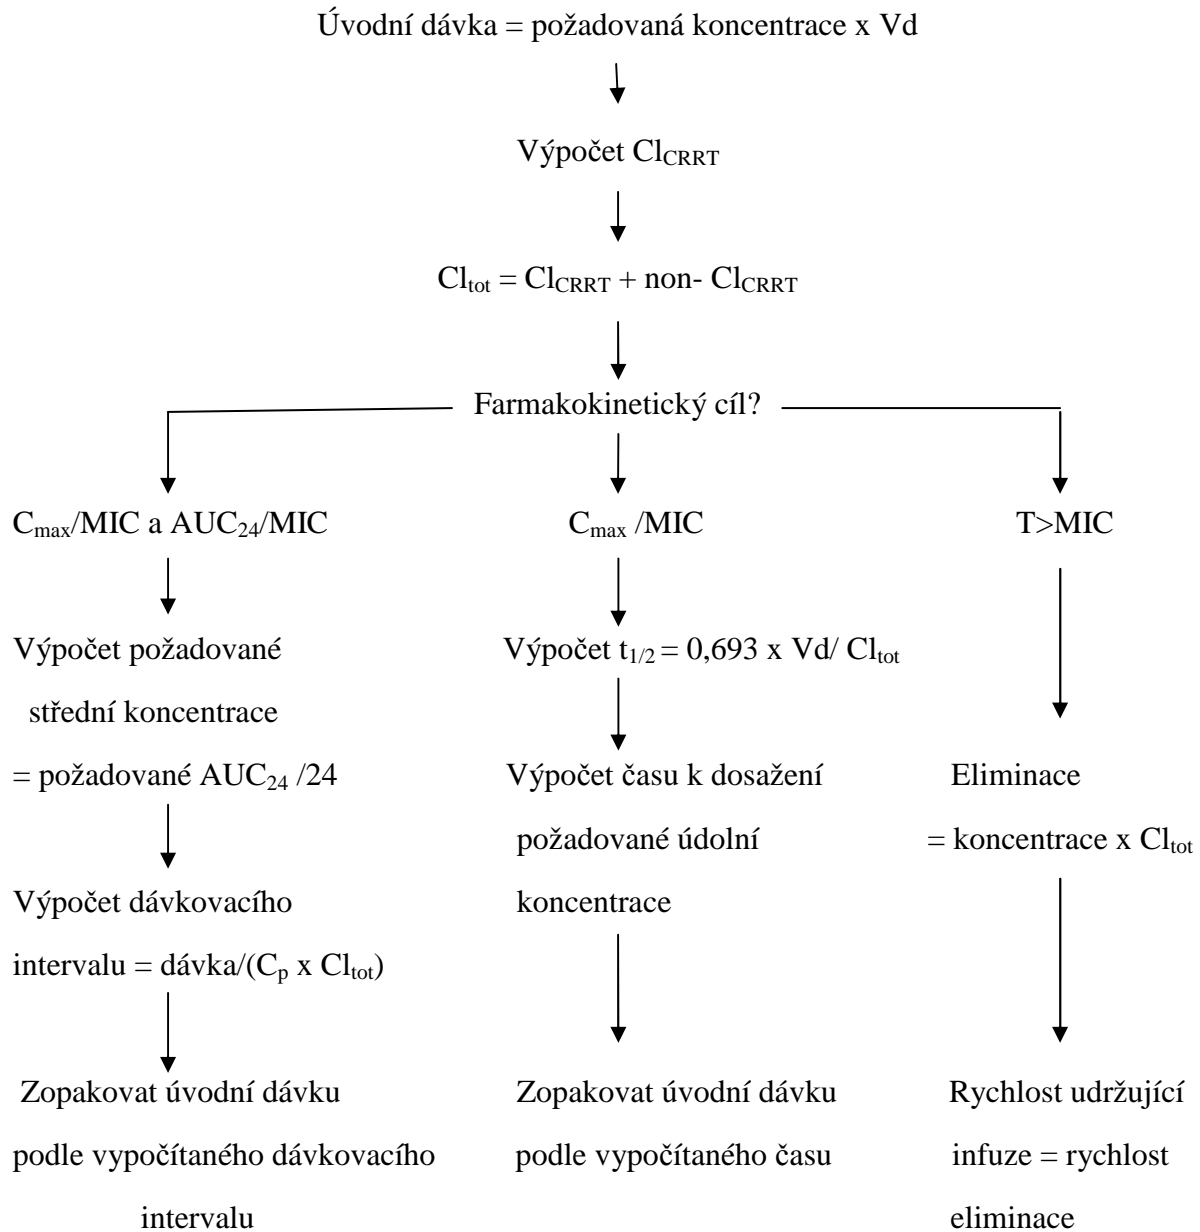 Úvodní dávka = požadovaná koncentrace x Vd
Výpočet Cl_CRRT
Cl_tot = Cl_CRRT + non- Cl_CRRT
Farmakokinetický cíl?
C_max/MIC a AUC_24/MIC
Výpočet požadované
střední koncentrace
= požadované AUC_24 /24
Výpočet dávkovacího
intervalu = dávka/(C_p x Cl_tot)
Zopakovat úvodní dávku
podle vypočítaného dávkovacího
intervalu
C_max /MIC
Výpočet t_1/2 = 0,693 x Vd/ Cl_tot
Výpočet času k dosažení
požadované údolní
koncentrace
Zopakovat úvodní dávku
podle vypočítaného času
T>MIC
Eliminace
= koncentrace x Cl_tot
Rychlost udržující
infuze = rychlost
eliminace